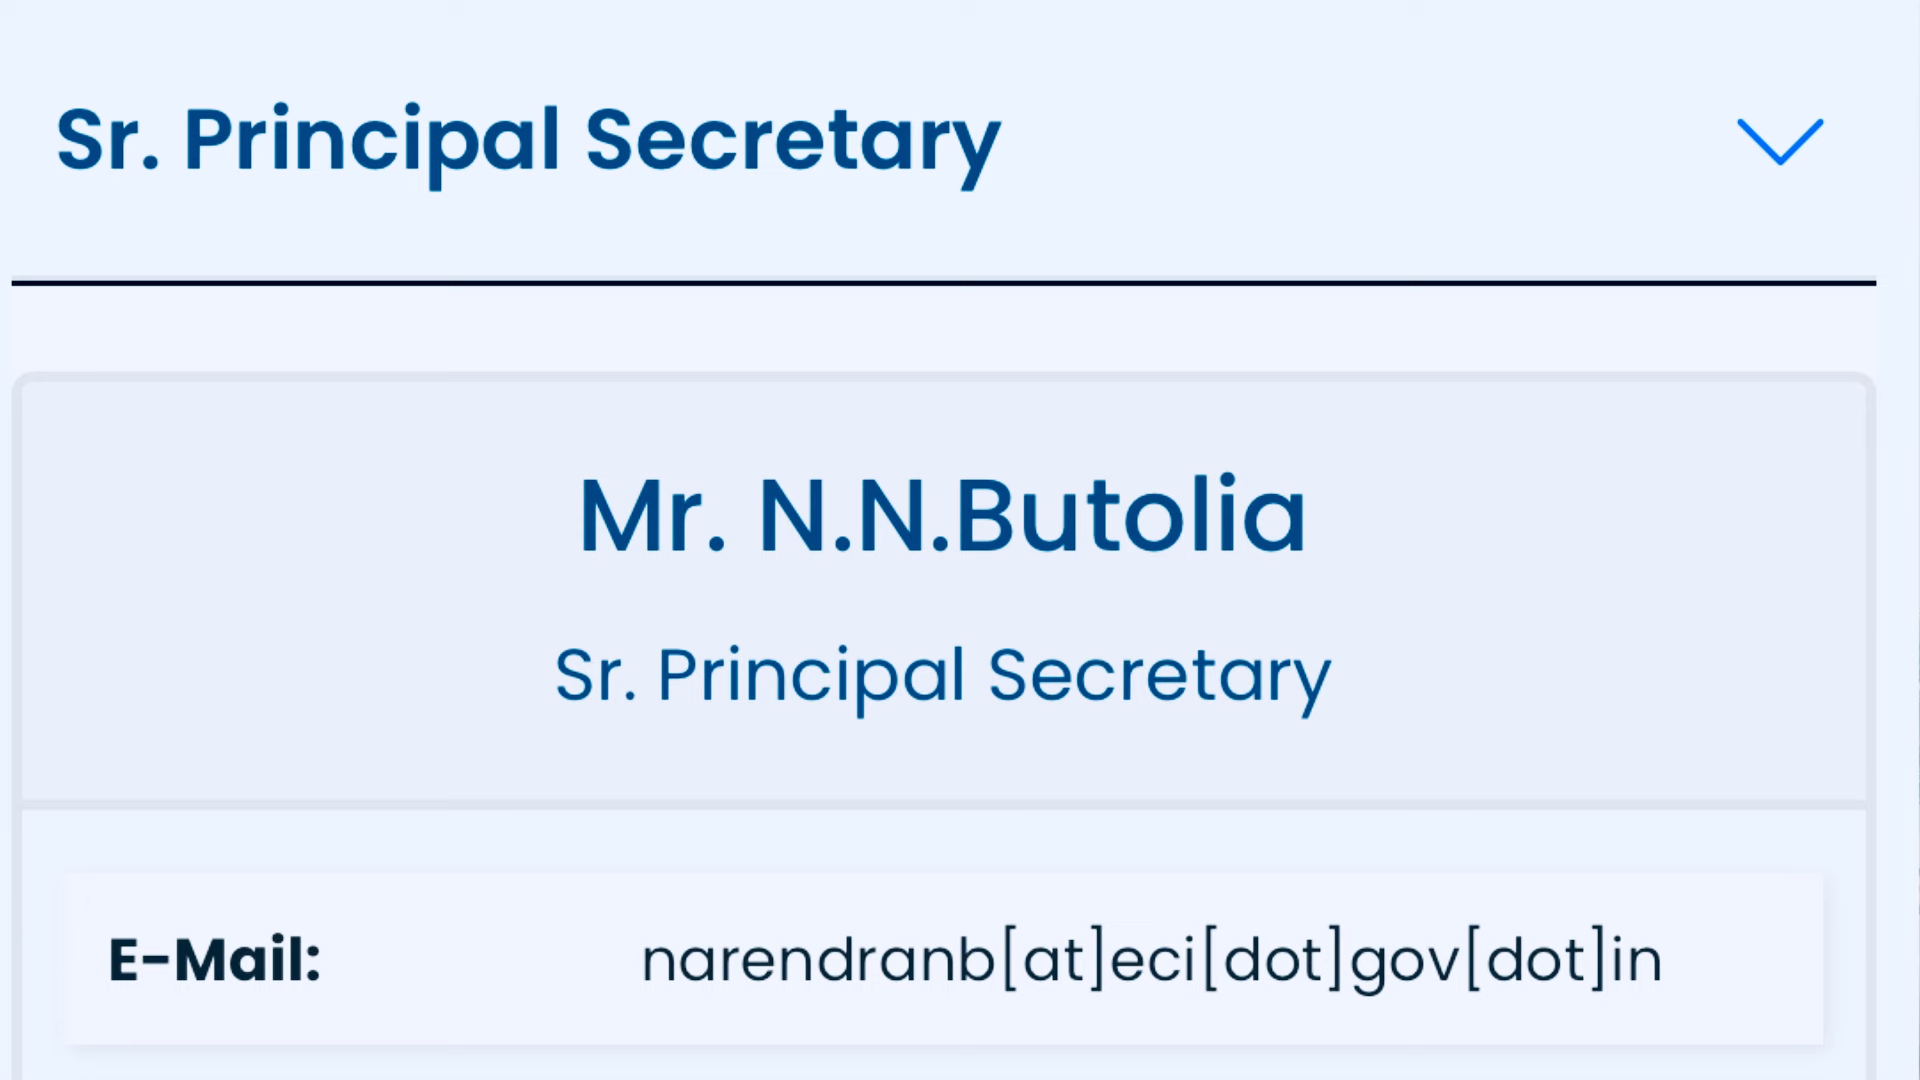 Sr. Principal Secretary
Mr. N.N.Butolia
Sr. Principal Secretary
E-Mail: narendranb[at]eci[dot]gov[dot]in